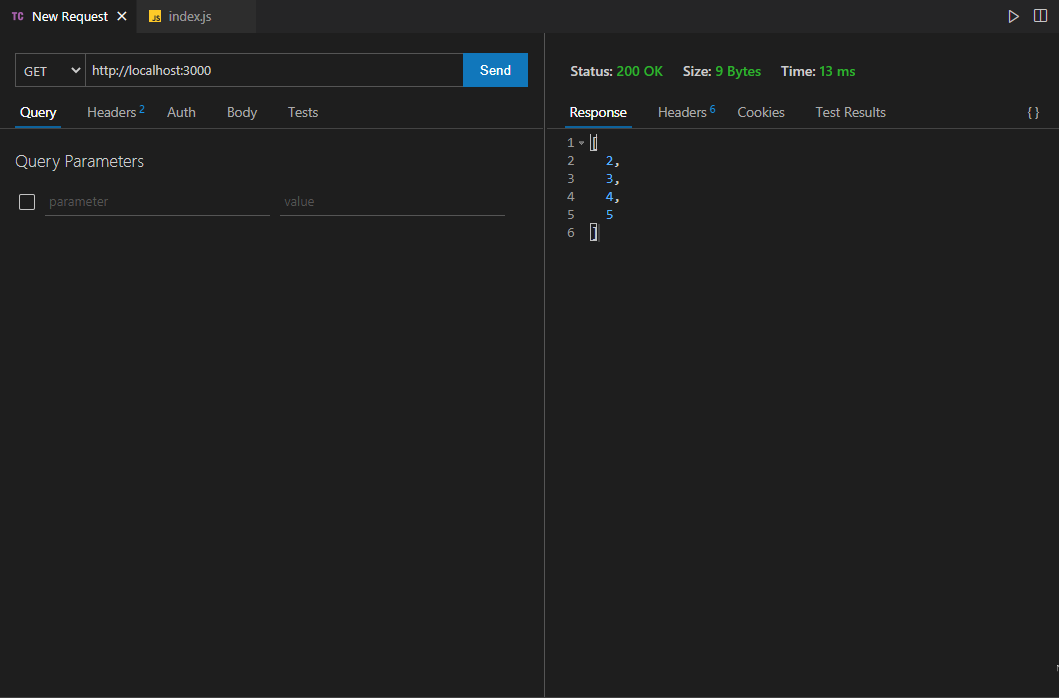 TC New Request
JS index.js
GET http://localhost:3000 Send
Query Headers 2 Auth Body Tests
Query Parameters
parameter value
Status: 200 OK Size: 9 Bytes Time: 13 ms
Response Headers 6 Cookies Test Results { }
1 [
2 2,
3 3,
4 4,
5 5
6 ]